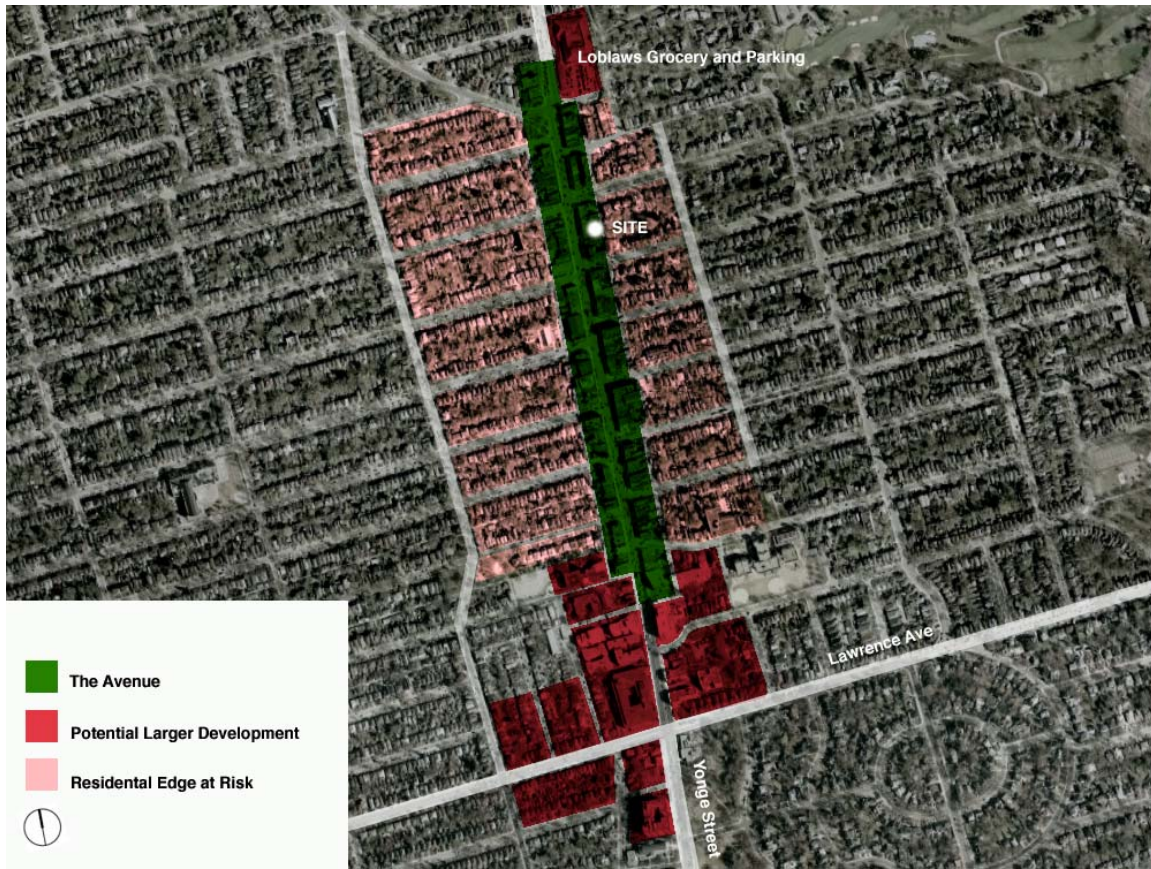 Loblaws Grocery and Parking
SITE
Lawrence Ave
Yonge Street
The Avenue
Potential Larger Development
Residental Edge at Risk